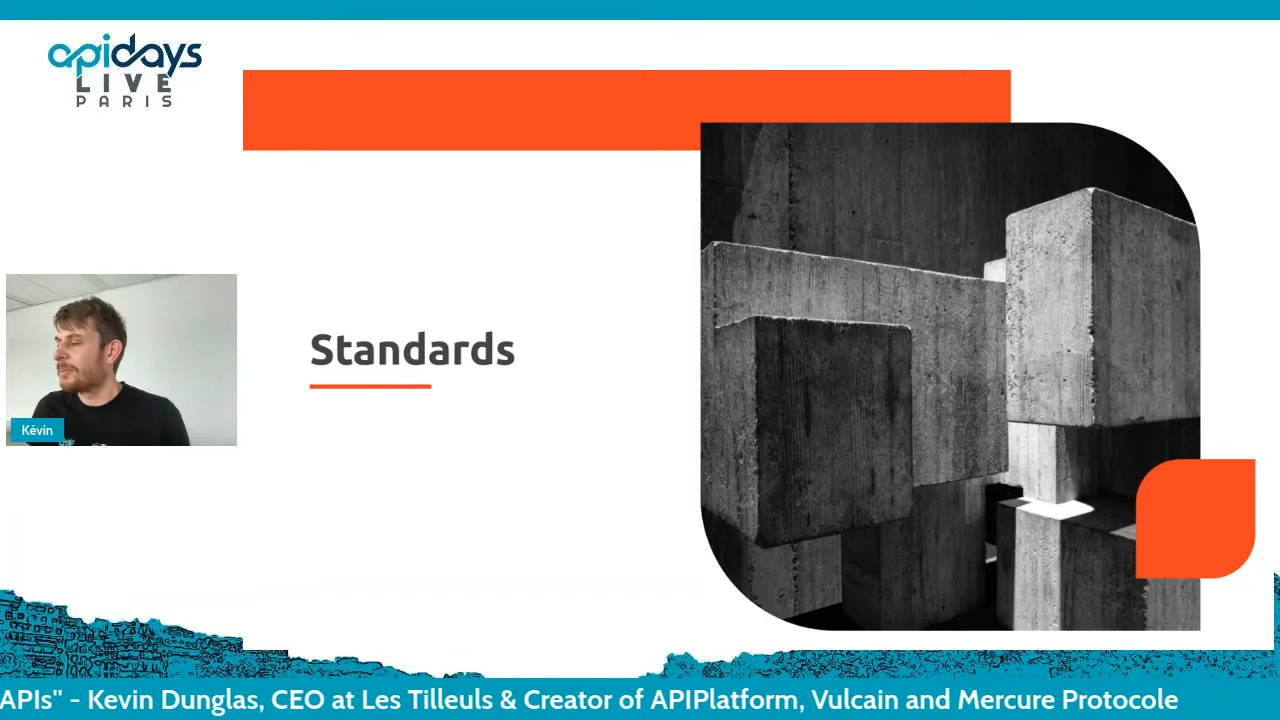 apidays
LIVE
PARIS
Standards
Kévin
APIs" - Kevin Dunglas, CEO at Les Tilleuls & Creator of APIPlatform, Vulcain and Mercure Protocole